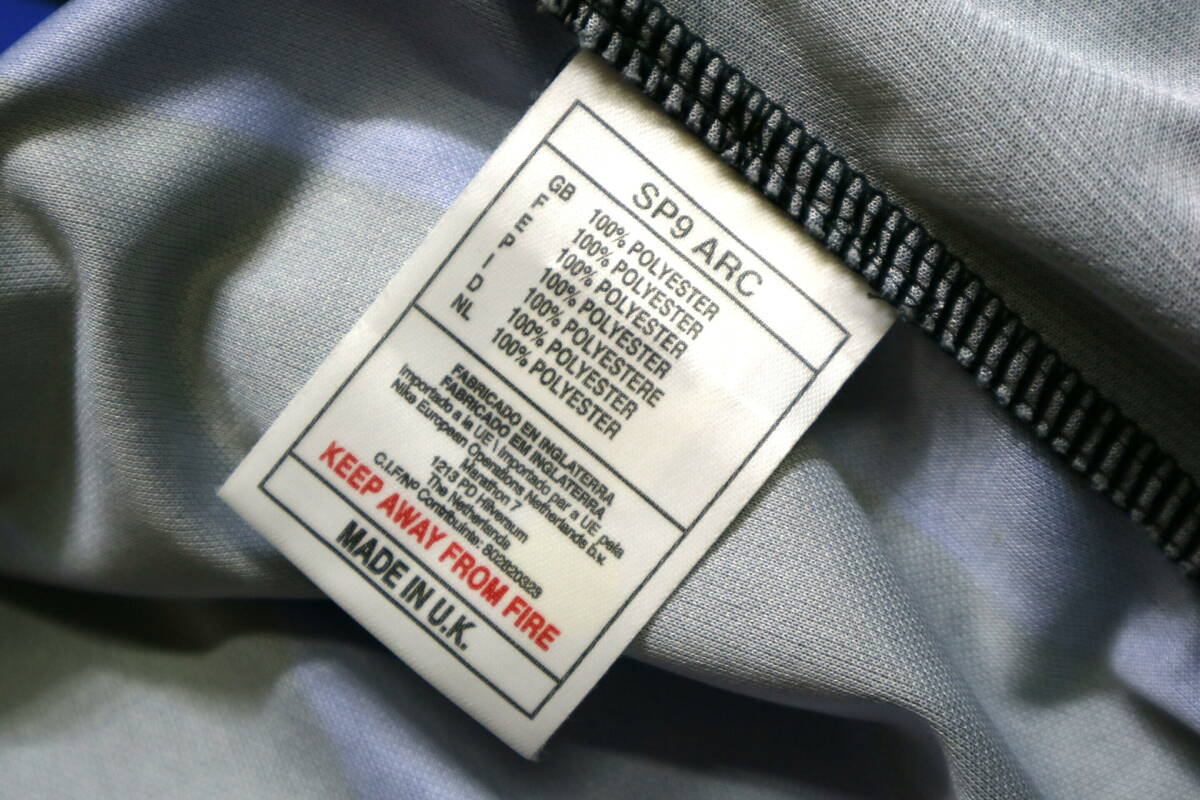 SP9 ARC
GB 100% POLYESTER
F 100% POLYESTER
E 100% POLYESTER
P 100% POLYESTER
I 100% POLYESTERE
D 100% POLYESTER
NL 100% POLYESTER
FABRICADO EN INGLATERRA
FABRICADO EM INGLATERRA
Importado a la UE \ Importado par a UE pela
Nike European Operations Netherlands b.v.
Marathon 7
1213 PD Hilversum
The Netherlands
C.I.F/Nº Contribuinte: 802820329
KEEP AWAY FROM FIRE
MADE IN U.K.